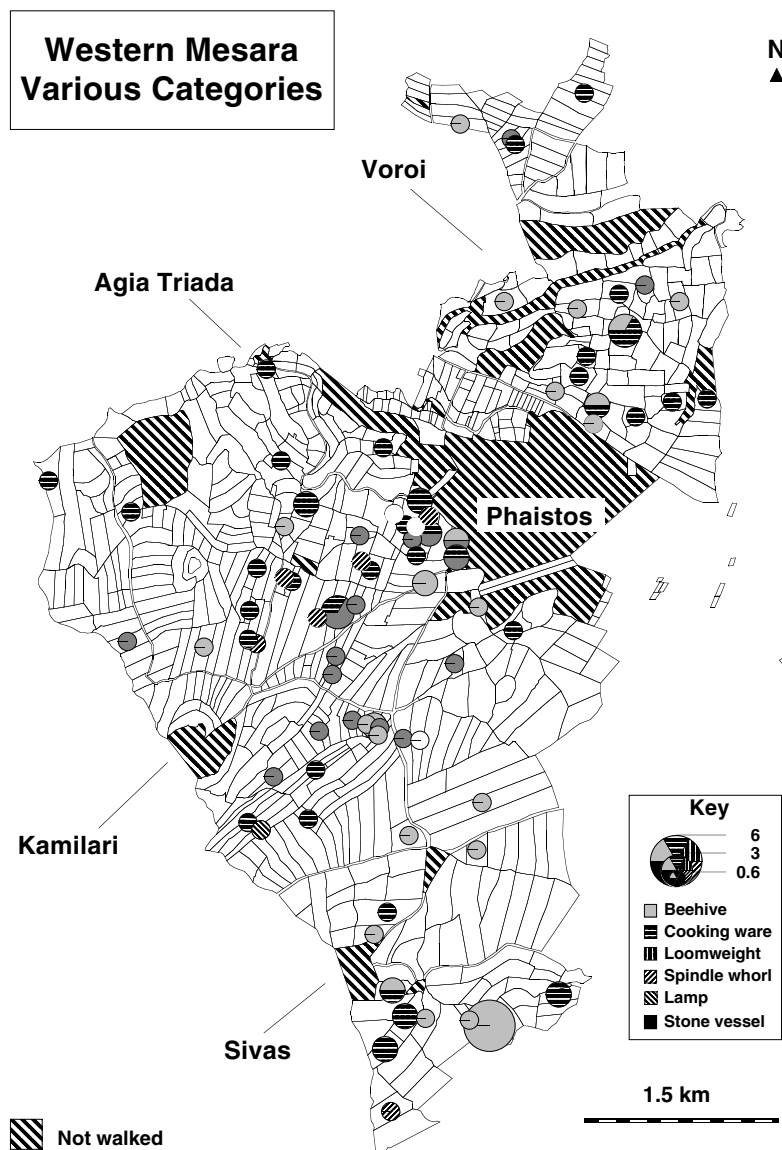 Western Mesara
Various Categories
N
Voroi
Agia Triada
Phaistos
Kamilari
Sivas
Key
6
3
0.6
Beehive
Cooking ware
Loomweight
Spindle whorl
Lamp
Stone vessel
1.5 km
Not walked